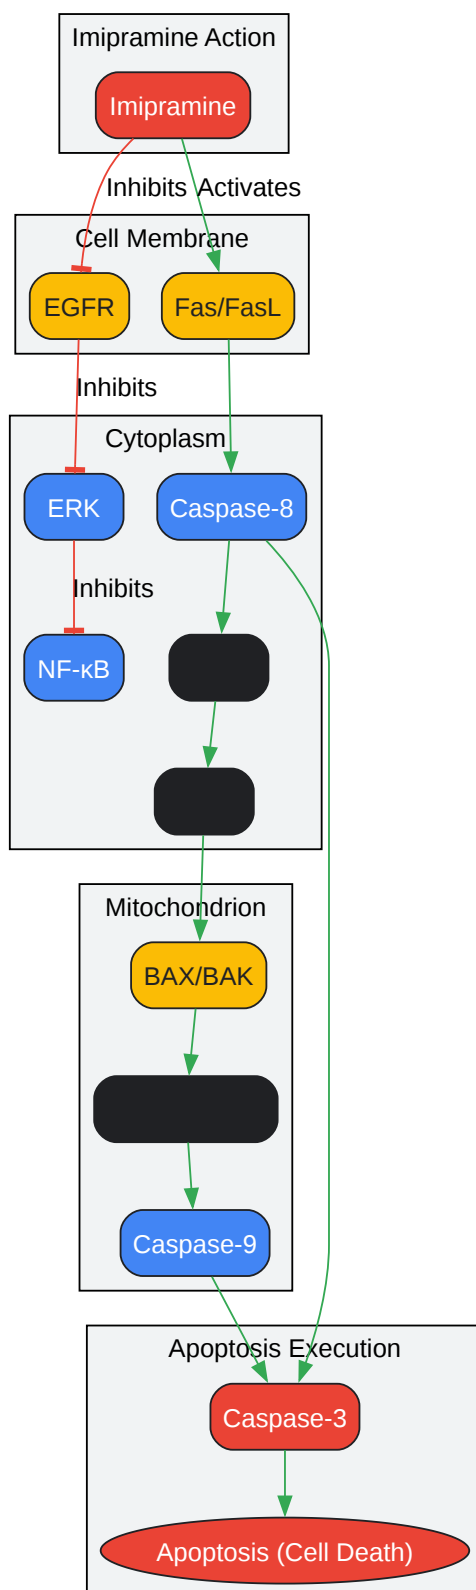 Imipramine Action
Imipramine
Inhibits
Activates
Cell Membrane
EGFR
Fas/FasL
Inhibits
Cytoplasm
ERK
Caspase-8
Inhibits
NF-κB
Mitochondrion
BAX/BAK
Caspase-9
Apoptosis Execution
Caspase-3
Apoptosis (Cell Death)